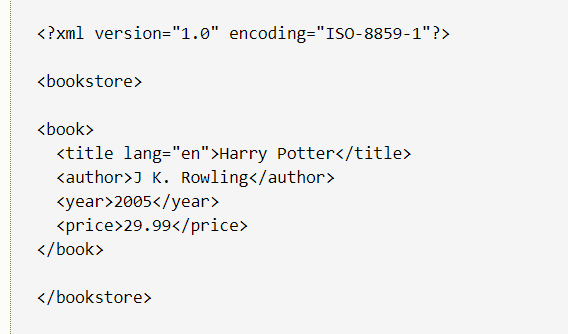 <?xml version="1.0" encoding="ISO-8859-1"?>
<bookstore>
<book>
<title lang="en">Harry Potter</title>
<author>J K. Rowling</author>
<year>2005</year>
<price>29.99</price>
</book>
</bookstore>